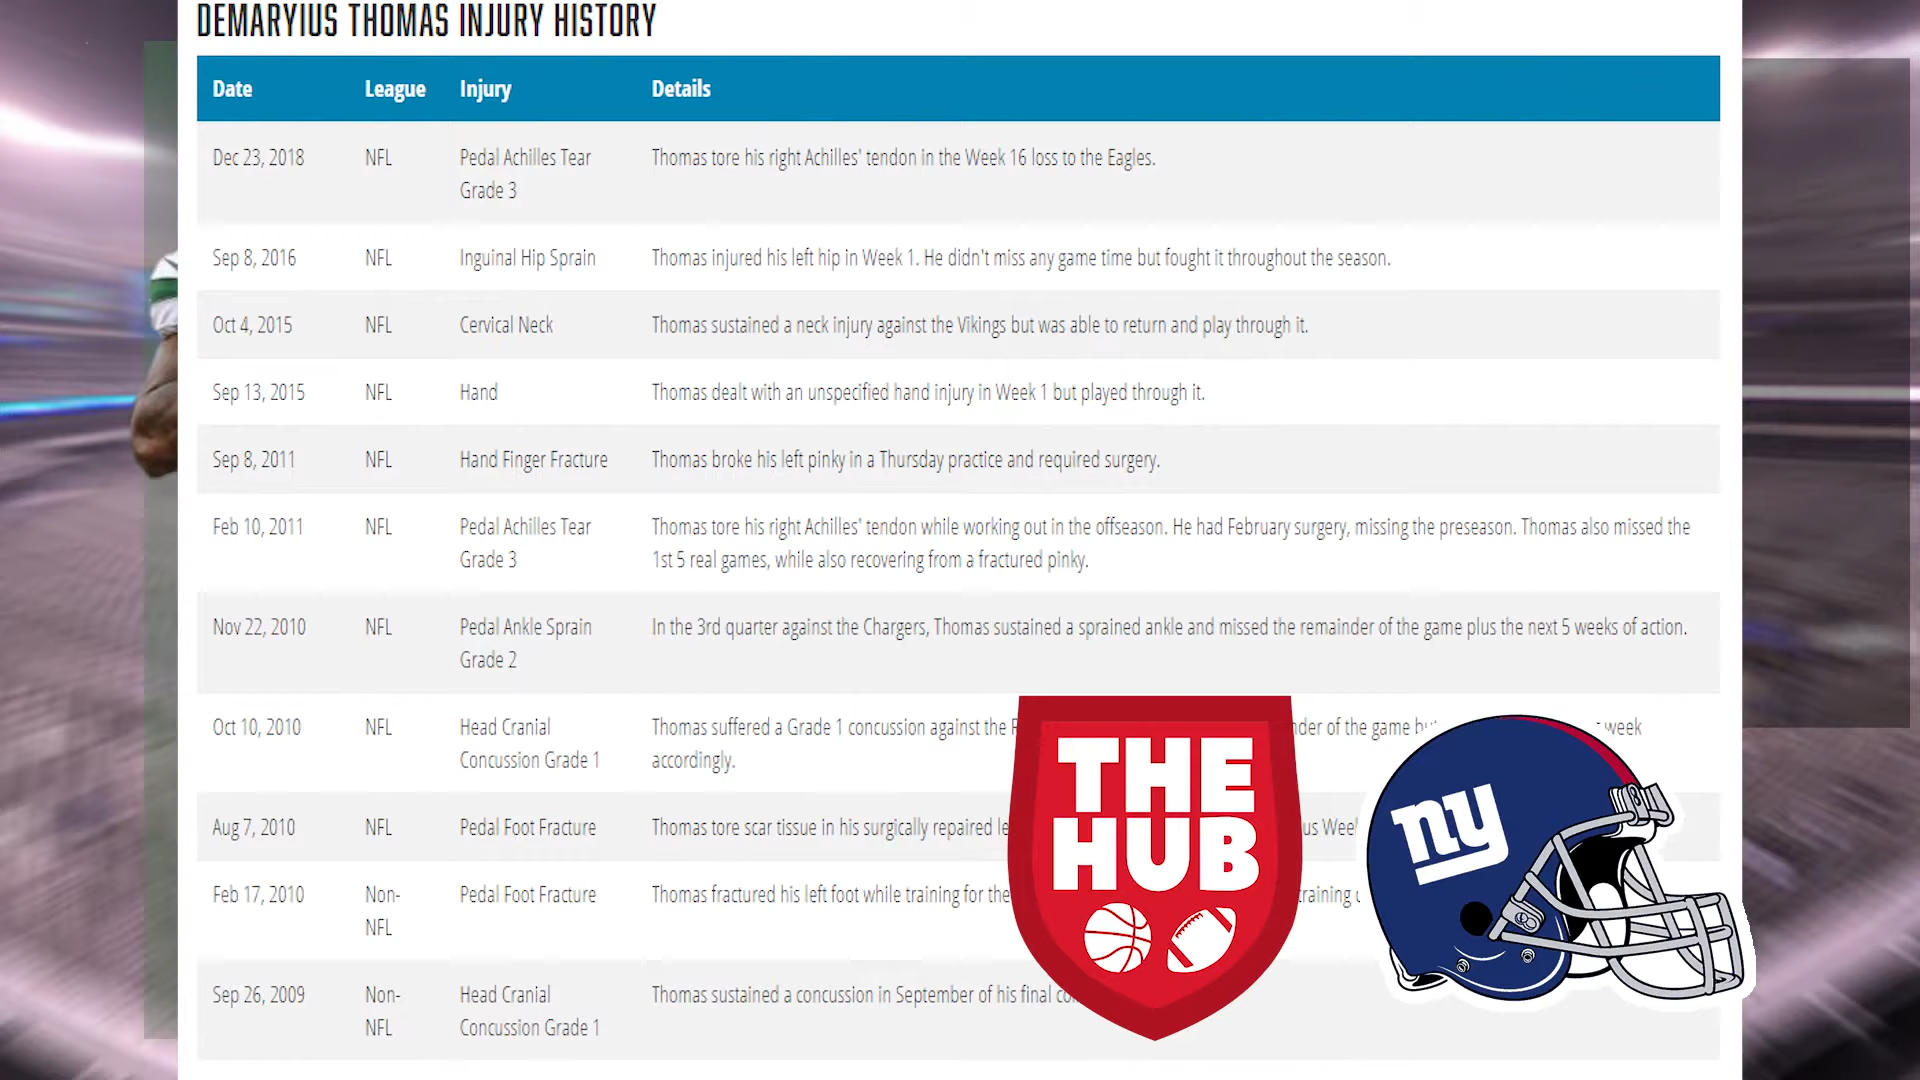 DEMARYIUS THOMAS INJURY HISTORY
Date League Injury Details
Dec 23, 2018 NFL Pedal Achilles Tear Thomas tore his right Achilles' tendon in the Week 16 loss to the Eagles.
Grade 3
Sep 8, 2016 NFL Inguinal Hip Sprain Thomas injured his left hip in Week 1. He didn't miss any game time but fought it throughout the season.
Oct 4, 2015 NFL Cervical Neck Thomas sustained a neck injury against the Vikings but was able to return and play through it.
Sep 13, 2015 NFL Hand Thomas dealt with an unspecified hand injury in Week 1 but played through it.
Sep 8, 2011 NFL Hand Finger Fracture Thomas broke his left pinky in a Thursday practice and required surgery.
Feb 10, 2011 NFL Pedal Achilles Tear Thomas tore his right Achilles' tendon while working out in the offseason. He had February surgery, missing the preseason. Thomas also missed the
Grade 3 1st 5 real games, while also recovering from a fractured pinky.
Nov 22, 2010 NFL Pedal Ankle Sprain In the 3rd quarter against the Chargers, Thomas sustained a sprained ankle and missed the remainder of the game plus the next 5 weeks of action.
Grade 2
Oct 10, 2010 NFL Head Cranial Thomas suffered a Grade 1 concussion against the of the game week
Concussion Grade 1 accordingly.
Aug 7, 2010 NFL Pedal Foot Fracture Thomas tore scar tissue in his surgically repaired
Feb 17, 2010 Non- Pedal Foot Fracture Thomas fractured his left foot while training for the training
NFL
Sep 26, 2009 Non- Head Cranial Thomas sustained a concussion in September of his final
NFL Concussion Grade 1
THE
HUB
ny